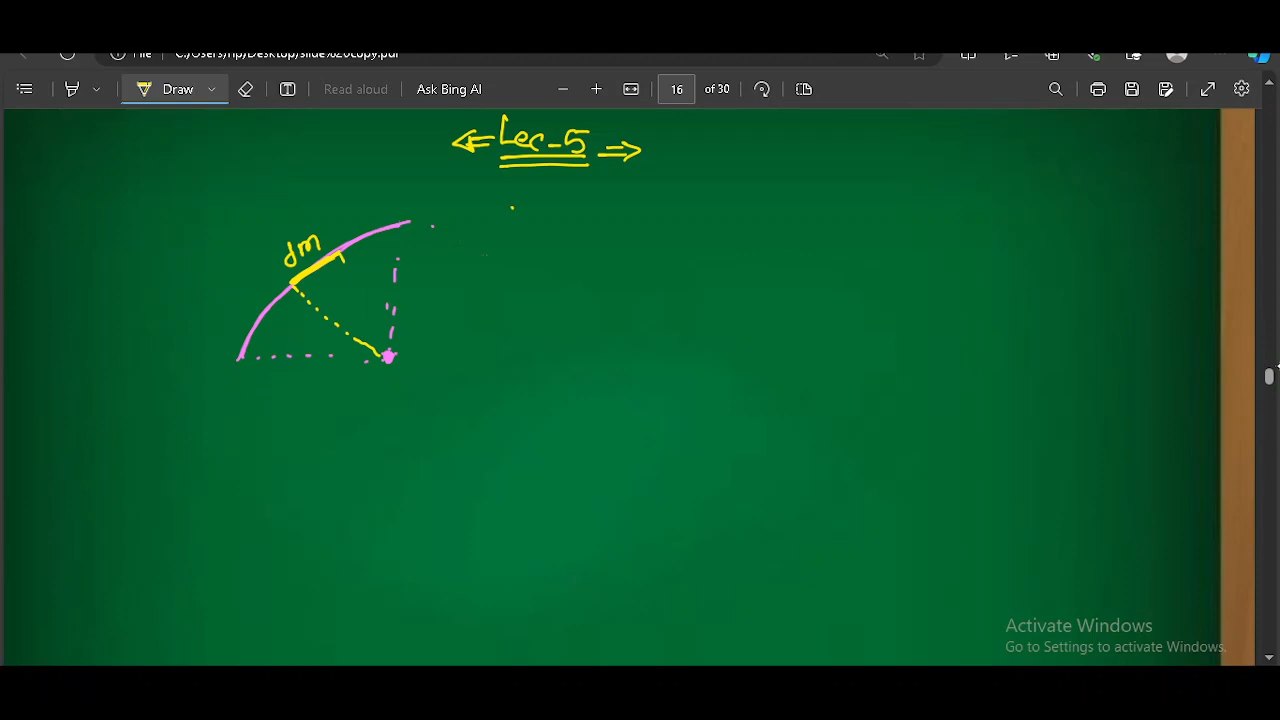 File C:/Users/hp/Desktop/slide%20copy.pdf
Draw Read aloud Ask Bing AI 16 of 30
Lec-5
dm
Activate Windows
Go to Settings to activate Windows.